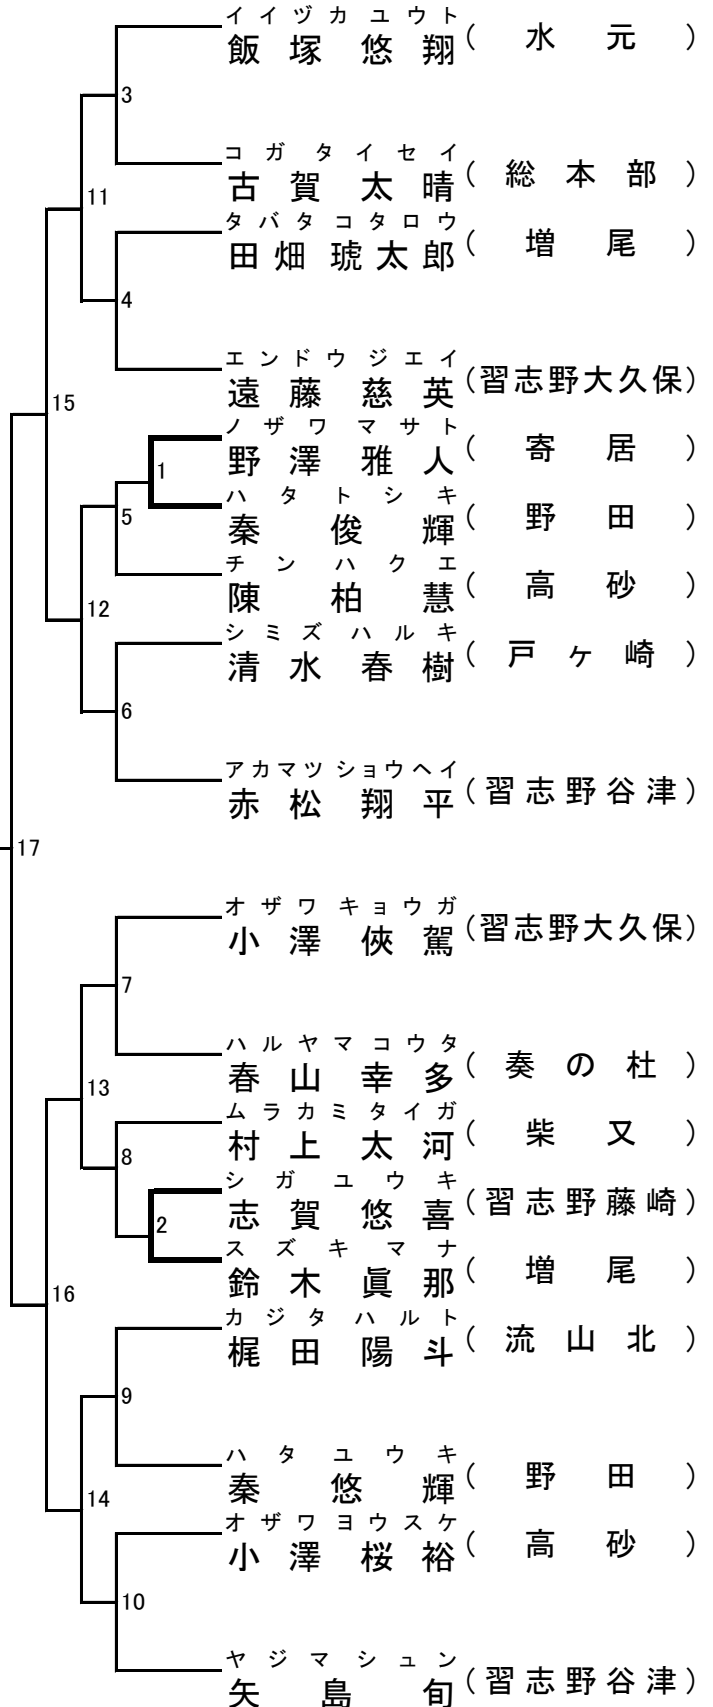 イイヅカユウト
飯塚悠翔(水元)
3
コガタイセイ
古賀太晴(総本部)
11
タバタコタロウ
田畑琥太郎(増尾)
4
エンドウジエイ
遠藤慈英(習志野大久保)
15
ノザワマサト
野澤雅人(寄居)
1
ハタトシキ
秦俊輝(野田)
5
チンハクエ
陳柏慧(高砂)
12
シミズハルキ
清水春樹(戸ヶ崎)
6
アカマツショウヘイ
赤松翔平(習志野谷津)
17
オザワキョウガ
小澤俠駕(習志野大久保)
7
ハルヤマコウタ
春山幸多(奏の杜)
13
ムラカミタイガ
村上太河(柴又)
8
シガユウキ
志賀悠喜(習志野藤崎)
2
スズキマナ
鈴木眞那(増尾)
16
カジタハルト
梶田陽斗(流山北)
9
ハタユウキ
秦悠輝(野田)
14
オザワヨウスケ
小澤桜裕(高砂)
10
ヤジマシュン
矢島旬(習志野谷津)